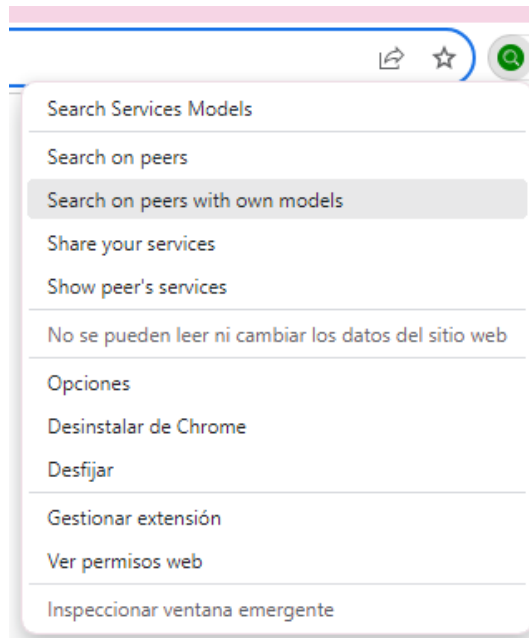 Search Services Models
Search on peers
Search on peers with own models
Share your services
Show peer's services
No se pueden leer ni cambiar los datos del sitio web
Opciones
Desinstalar de Chrome
Desfijar
Gestionar extensión
Ver permisos web
Inspeccionar ventana emergente